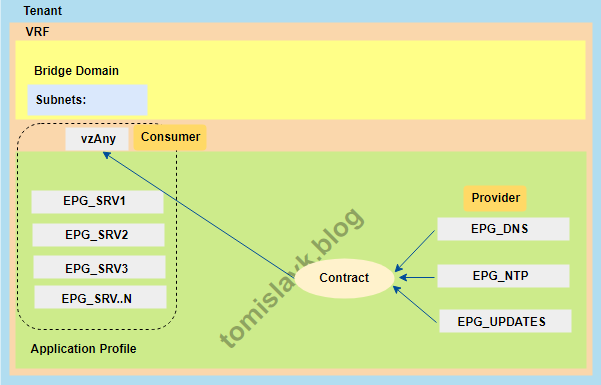 Tenant
VRF
Bridge Domain
Subnets:
vzAny
Consumer
EPG_SRV1
EPG_SRV2
EPG_SRV3
EPG_SRV..N
Application Profile
Contract
Provider
EPG_DNS
EPG_NTP
EPG_UPDATES
tomislavk.blog